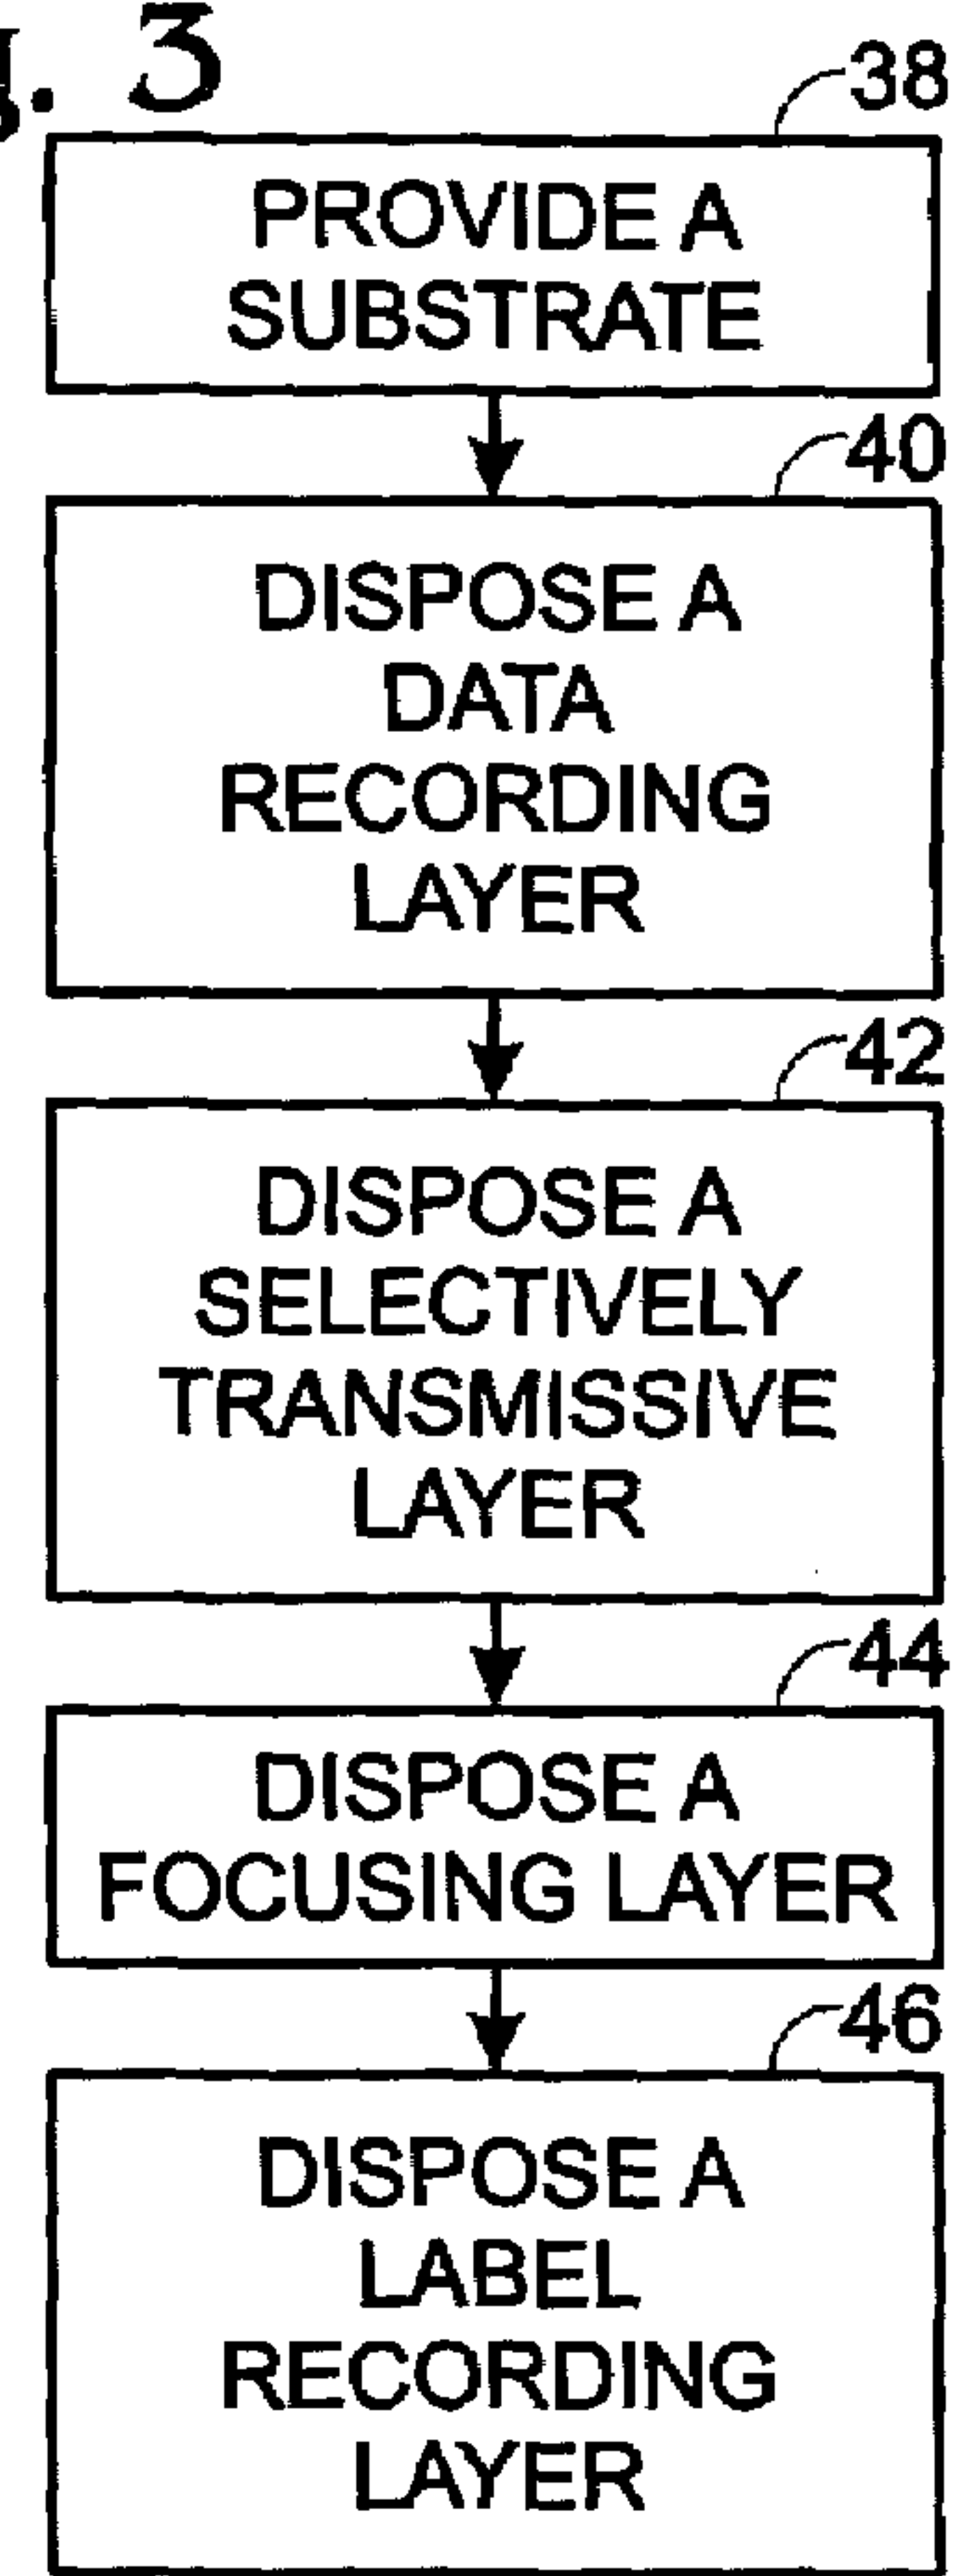 g. 3
38
PROVIDE A
SUBSTRATE
40
DISPOSE A
DATA
RECORDING
LAYER
42
DISPOSE A
SELECTIVELY
TRANSMISSIVE
LAYER
44
DISPOSE A
FOCUSING LAYER
46
DISPOSE A
LABEL
RECORDING
LAYER